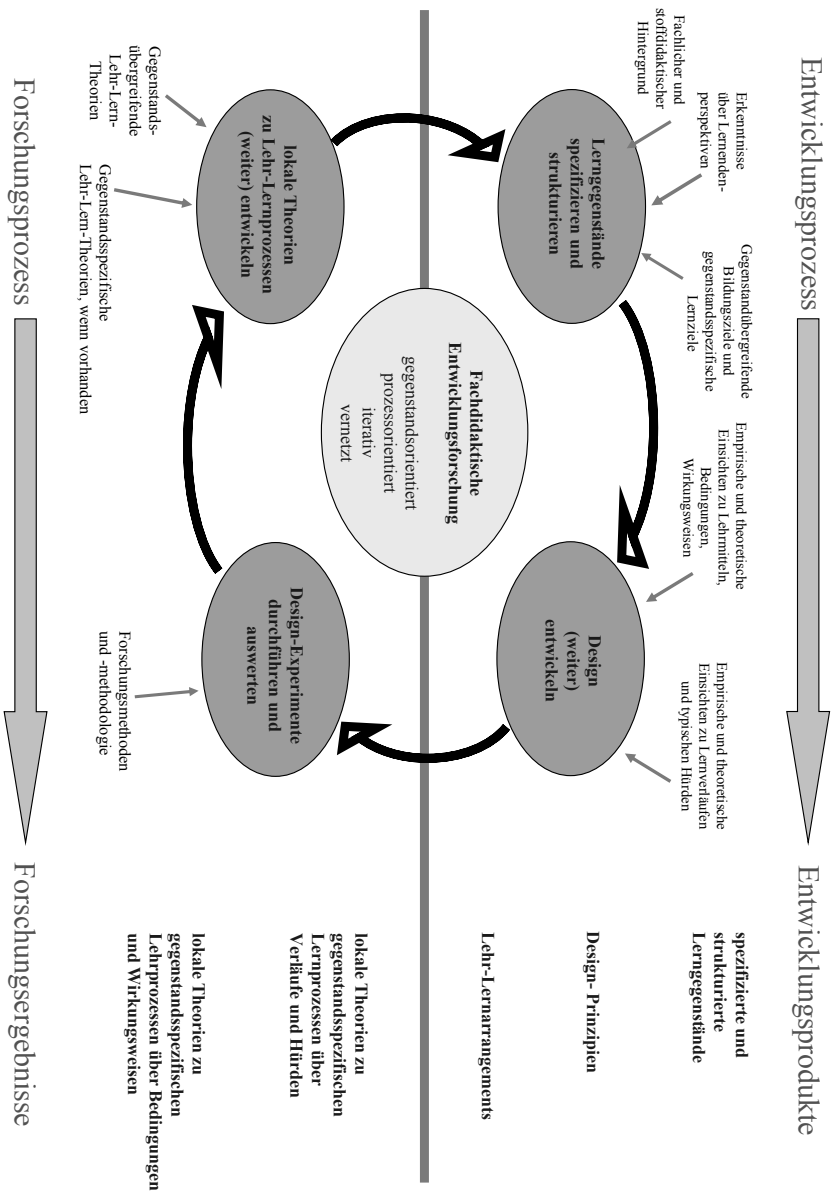 Entwicklungsprozess
Entwicklungsprodukte
Fachlicher und
stoffdidaktischer
Hintergrund
Erkenntnisse
über Lernenden-
perspektiven
Gegenstandübergreifende
Bildungsziele und
gegenstandsspezifische
Lernziele
Empirische und theoretische
Einsichten zu Lehrmitteln,
Bedingungen,
Wirkungsweisen
Empirische und theoretische
Einsichten zu Lernverläufen
und typischen Hürden
spezifizierte und
strukturierte
Lerngegenstände
Lerngegenstände
spezifizieren und
strukturieren
Design
(weiter)
entwickeln
Design- Prinzipien
Lehr-Lernarrangements
Fachdidaktische
Entwicklungsforschung
gegenstandsorientiert
prozessorientiert
iterativ
vernetzt
lokale Theorien
zu Lehr-Lernprozessen
(weiter) entwickeln
Design-Experimente
durchführen und
auswerten
lokale Theorien zu
gegenstandsspezifischen
Lernprozessen über
Verläufe und Hürden
Gegenstands-
übergreifende
Lehr-Lern-
Theorien
Gegenstandsspezifische
Lehr-Lern-Theorien, wenn vorhanden
Forschungsmethoden
und -methodologie
lokale Theorien zu
gegenstandsspezifischen
Lehrprozessen über Bedingungen
und Wirkungsweisen
Forschungsprozess
Forschungsergebnisse